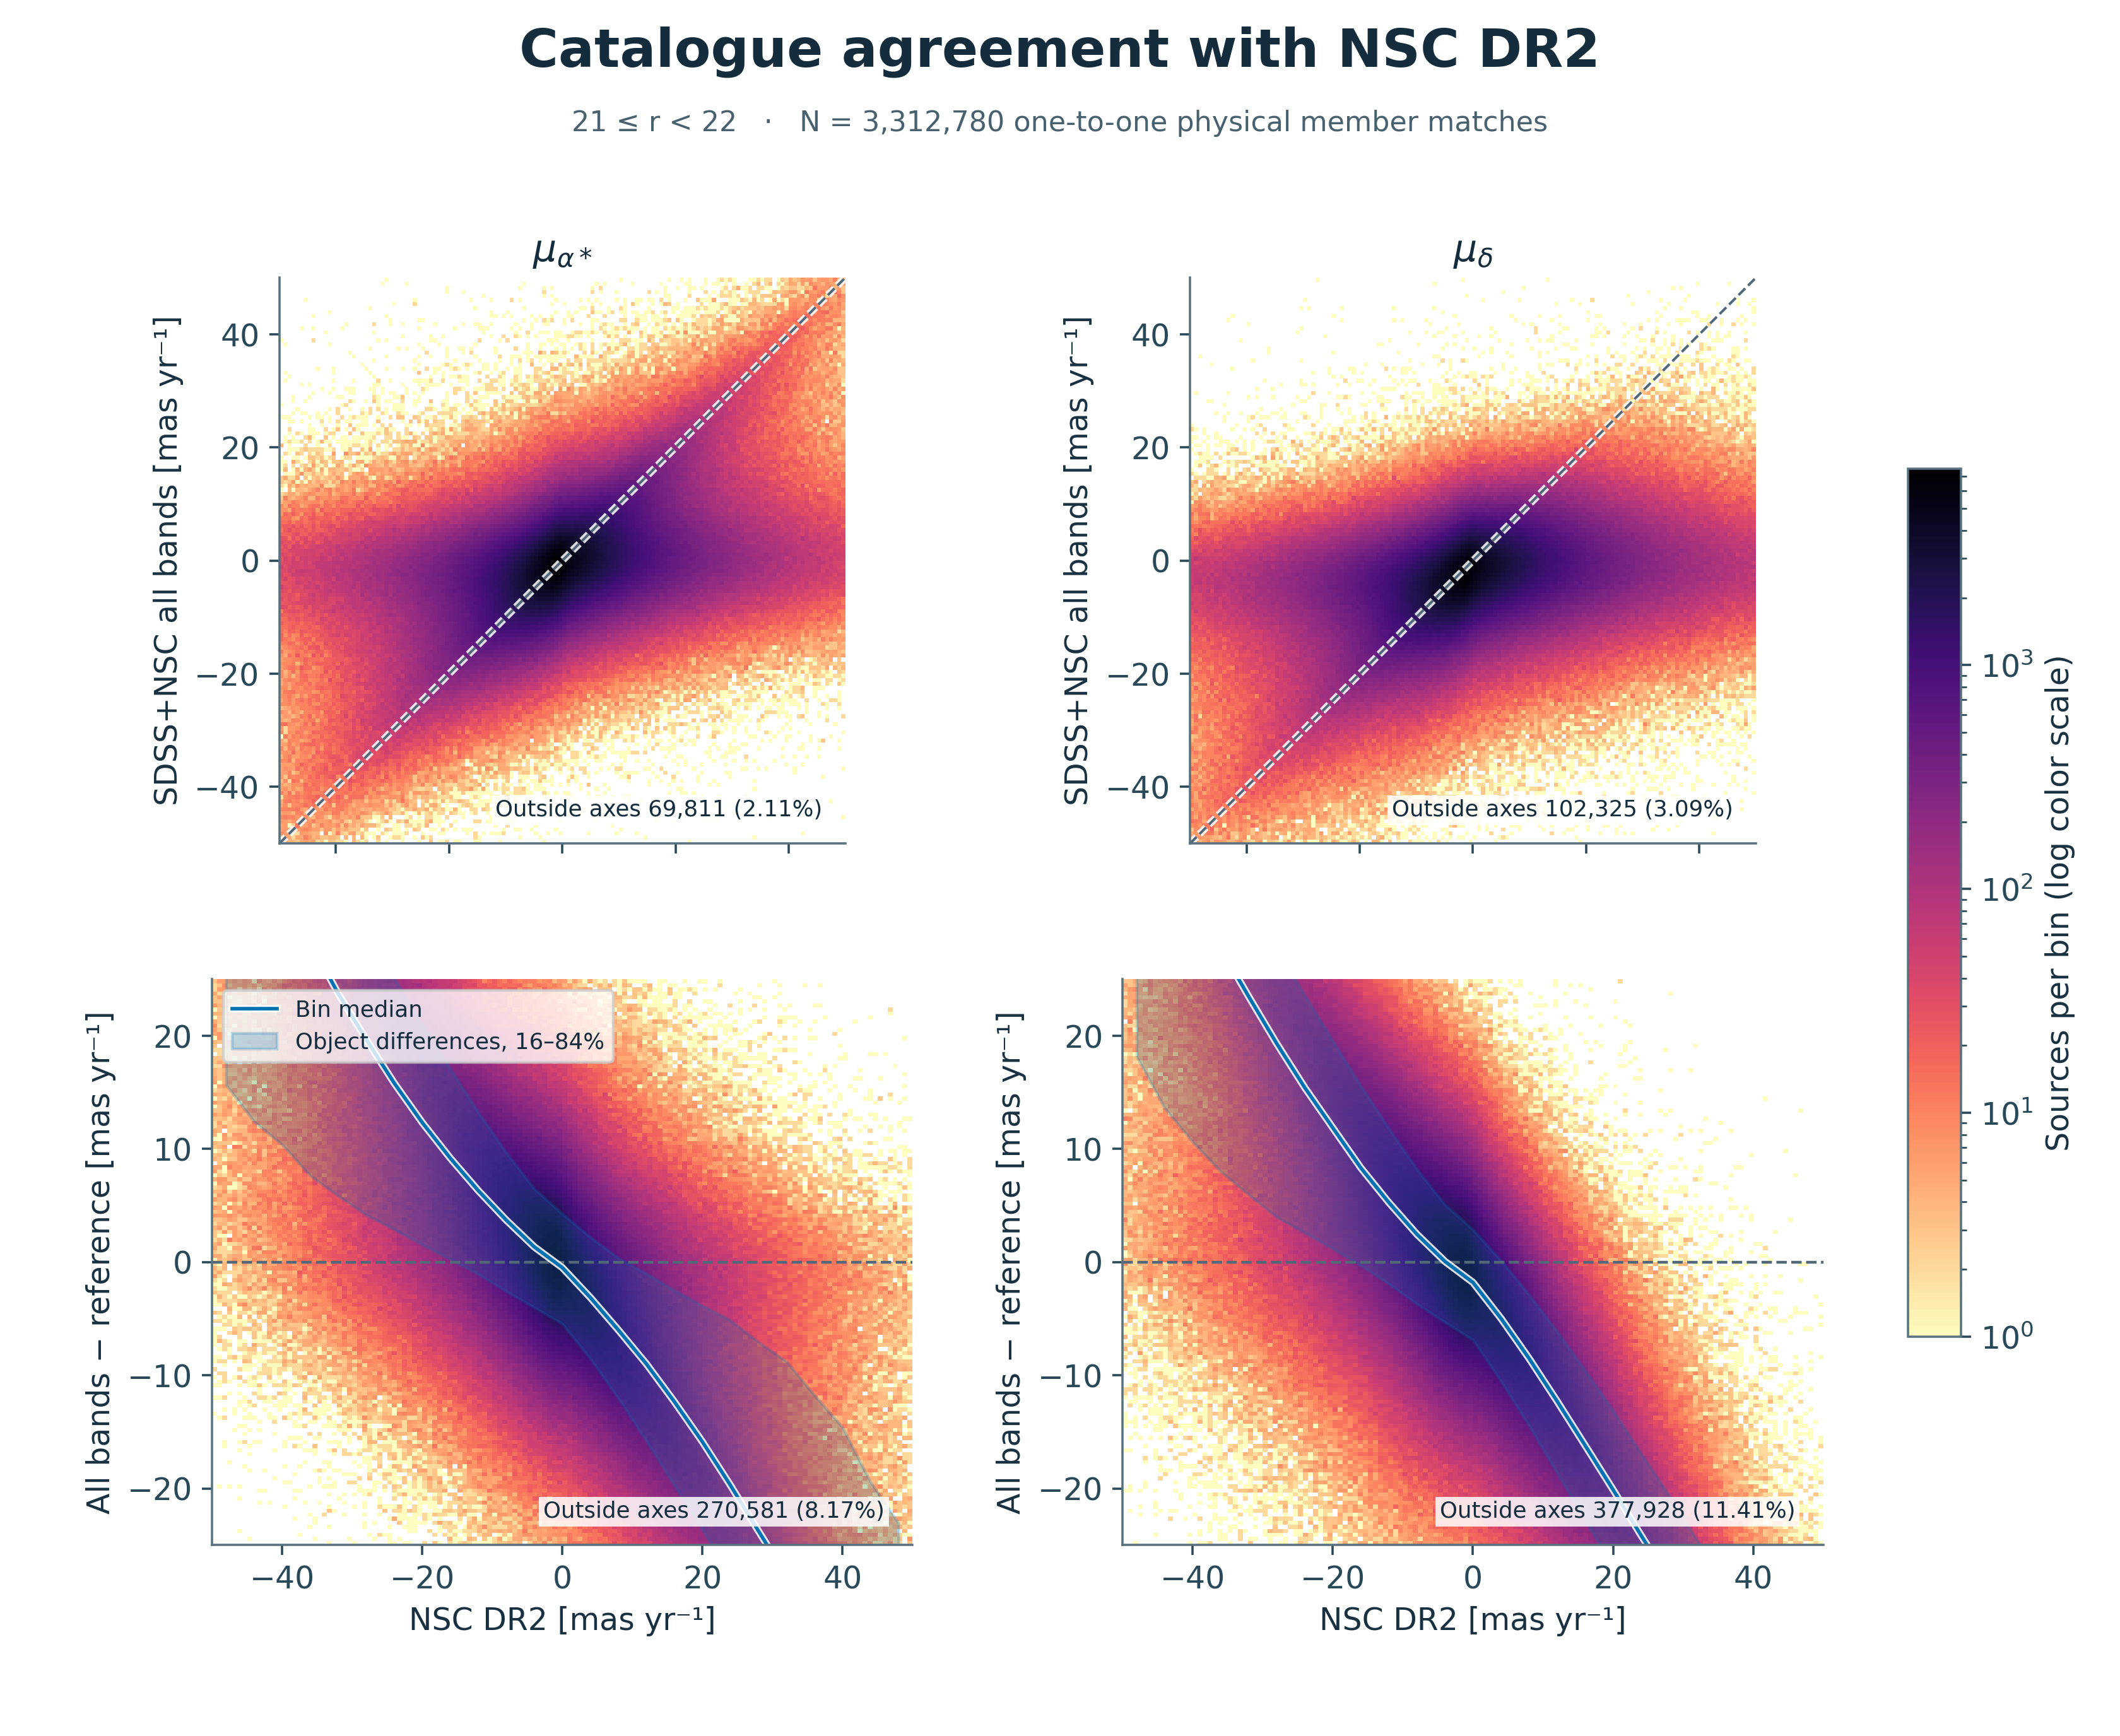 Catalogue agreement with NSC DR2
21 ≤ r < 22 · N = 3,312,780 one-to-one physical member matches
μα*
SDSS+NSC all bands [mas yr⁻¹]
40
20
0
−20
−40
Outside axes 69,811 (2.11%)
μδ
SDSS+NSC all bands [mas yr⁻¹]
40
20
0
−20
−40
Outside axes 102,325 (3.09%)
All bands − reference [mas yr⁻¹]
20
10
0
−10
−20
Bin median
Object differences, 16–84%
Outside axes 270,581 (8.17%)
−40 −20 0 20 40
NSC DR2 [mas yr⁻¹]
All bands − reference [mas yr⁻¹]
20
10
0
−10
−20
Outside axes 377,928 (11.41%)
−40 −20 0 20 40
NSC DR2 [mas yr⁻¹]
10³
10²
10¹
10⁰
Sources per bin (log color scale)